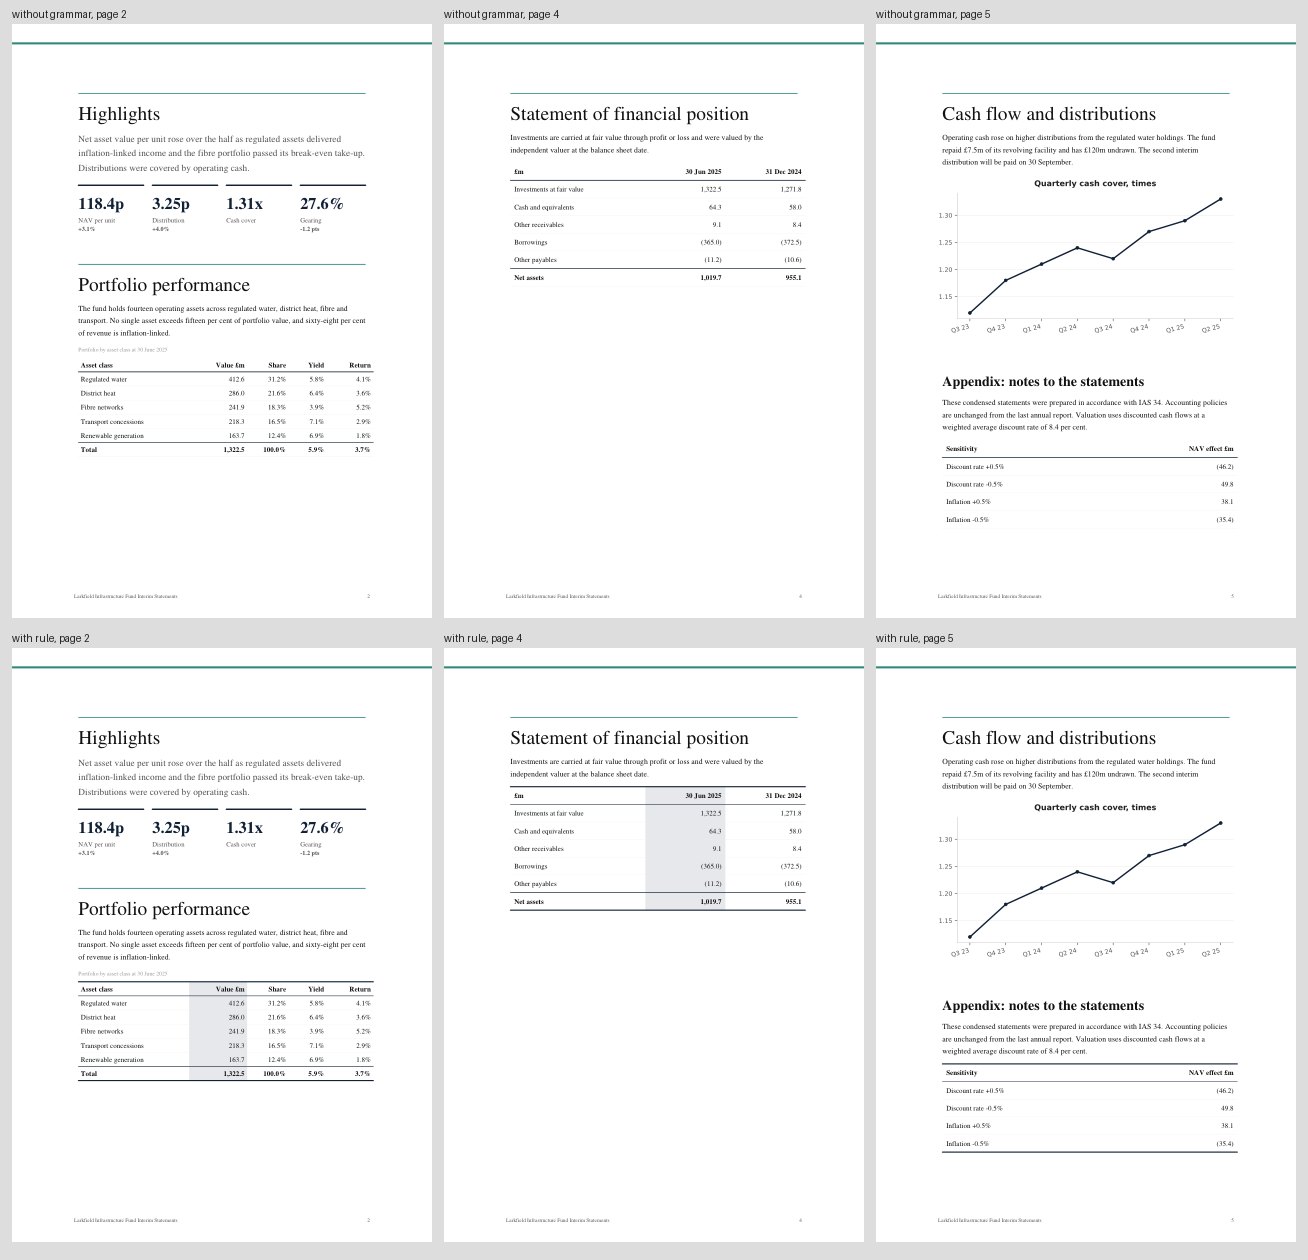 without grammar, page 2
Highlights
Net asset value per unit rose over the half as regulated assets delivered
inflation-linked income and the fibre portfolio passed its break-even take-up.
Distributions were covered by operating cash.
118.4p 3.25p 1.31x 27.6%
NAV per unit Distribution Cash cover Gearing
+3.1% +4.0% -1.2 pts
Portfolio performance
The fund holds fourteen operating assets across regulated water, district heat, fibre and
transport. No single asset exceeds fifteen per cent of portfolio value, and sixty-eight per cent
of revenue is inflation-linked.
Portfolio by asset class at 30 June 2025
Asset class Value £m Share Yield Return
Regulated water 412.6 31.2% 5.8% 4.1%
District heat 286.0 21.6% 6.4% 3.6%
Fibre networks 241.9 18.3% 3.9% 5.2%
Transport concessions 218.3 16.5% 7.1% 2.9%
Renewable generation 163.7 12.4% 6.9% 1.8%
Total 1,322.5 100.0% 5.9% 3.7%
Larkfield Infrastructure Fund Interim Statements 2
without grammar, page 4
Statement of financial position
Investments are carried at fair value through profit or loss and were valued by the
independent valuer at the balance sheet date.
£m 30 Jun 2025 31 Dec 2024
Investments at fair value 1,322.5 1,271.8
Cash and equivalents 64.3 58.0
Other receivables 9.1 8.4
Borrowings (365.0) (372.5)
Other payables (11.2) (10.6)
Net assets 1,019.7 955.1
Larkfield Infrastructure Fund Interim Statements 4
without grammar, page 5
Cash flow and distributions
Operating cash rose on higher distributions from the regulated water holdings. The fund
repaid £7.5m of its revolving facility and has £120m undrawn. The second interim
distribution will be paid on 30 September.
Quarterly cash cover, times
1.30
1.25
1.20
1.15
Q3 23 Q4 23 Q1 24 Q2 24 Q3 24 Q4 24 Q1 25 Q2 25
Appendix: notes to the statements
These condensed statements were prepared in accordance with IAS 34. Accounting policies
are unchanged from the last annual report. Valuation uses discounted cash flows at a
weighted average discount rate of 8.4 per cent.
Sensitivity NAV effect £m
Discount rate +0.5% (46.2)
Discount rate -0.5% 49.8
Inflation +0.5% 38.1
Inflation -0.5% (35.4)
Larkfield Infrastructure Fund Interim Statements 5
with rule, page 2
Highlights
Net asset value per unit rose over the half as regulated assets delivered
inflation-linked income and the fibre portfolio passed its break-even take-up.
Distributions were covered by operating cash.
118.4p 3.25p 1.31x 27.6%
NAV per unit Distribution Cash cover Gearing
+3.1% +4.0% -1.2 pts
Portfolio performance
The fund holds fourteen operating assets across regulated water, district heat, fibre and
transport. No single asset exceeds fifteen per cent of portfolio value, and sixty-eight per cent
of revenue is inflation-linked.
Portfolio by asset class at 30 June 2025
Asset class Value £m Share Yield Return
Regulated water 412.6 31.2% 5.8% 4.1%
District heat 286.0 21.6% 6.4% 3.6%
Fibre networks 241.9 18.3% 3.9% 5.2%
Transport concessions 218.3 16.5% 7.1% 2.9%
Renewable generation 163.7 12.4% 6.9% 1.8%
Total 1,322.5 100.0% 5.9% 3.7%
Larkfield Infrastructure Fund Interim Statements 2
with rule, page 4
Statement of financial position
Investments are carried at fair value through profit or loss and were valued by the
independent valuer at the balance sheet date.
£m 30 Jun 2025 31 Dec 2024
Investments at fair value 1,322.5 1,271.8
Cash and equivalents 64.3 58.0
Other receivables 9.1 8.4
Borrowings (365.0) (372.5)
Other payables (11.2) (10.6)
Net assets 1,019.7 955.1
Larkfield Infrastructure Fund Interim Statements 4
with rule, page 5
Cash flow and distributions
Operating cash rose on higher distributions from the regulated water holdings. The fund
repaid £7.5m of its revolving facility and has £120m undrawn. The second interim
distribution will be paid on 30 September.
Quarterly cash cover, times
1.30
1.25
1.20
1.15
Q3 23 Q4 23 Q1 24 Q2 24 Q3 24 Q4 24 Q1 25 Q2 25
Appendix: notes to the statements
These condensed statements were prepared in accordance with IAS 34. Accounting policies
are unchanged from the last annual report. Valuation uses discounted cash flows at a
weighted average discount rate of 8.4 per cent.
Sensitivity NAV effect £m
Discount rate +0.5% (46.2)
Discount rate -0.5% 49.8
Inflation +0.5% 38.1
Inflation -0.5% (35.4)
Larkfield Infrastructure Fund Interim Statements 5